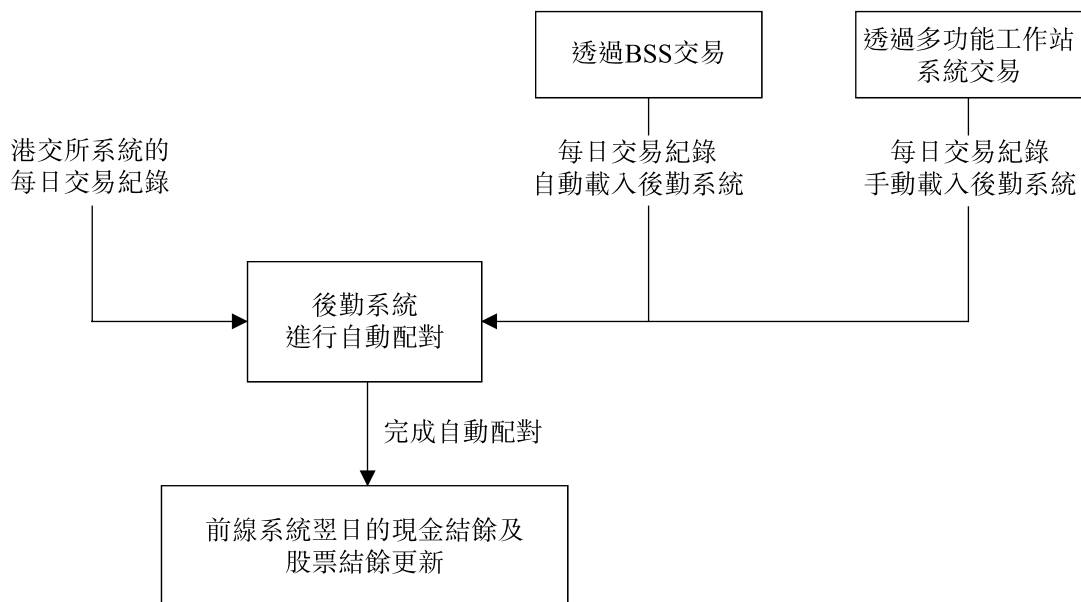 透過BSS交易
透過多功能工作站
系統交易
港交所系統的
每日交易紀錄
每日交易紀錄
自動載入後勤系統
每日交易紀錄
手動載入後勤系統
後勤系統
進行自動配對
完成自動配對
前線系統翌日的現金結餘及
股票結餘更新